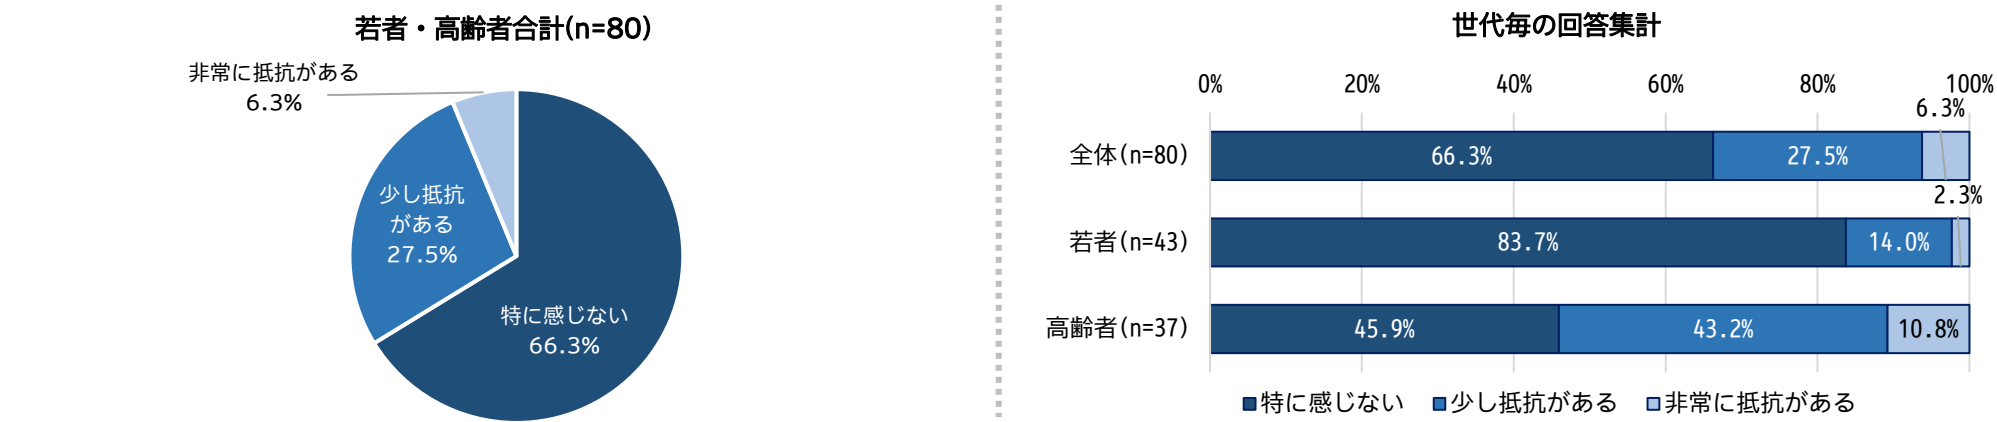 若者・高齢者合計(n=80)
非常に抵抗がある
6.3%
少し抵抗
がある
27.5%
特に感じない
66.3%
世代毎の回答集計
0% 20% 40% 60% 80% 100%
6.3%
全体(n=80) 66.3% 27.5%
2.3%
若者(n=43) 83.7% 14.0%
高齢者(n=37) 45.9% 43.2% 10.8%
特に感じない 少し抵抗がある 非常に抵抗がある